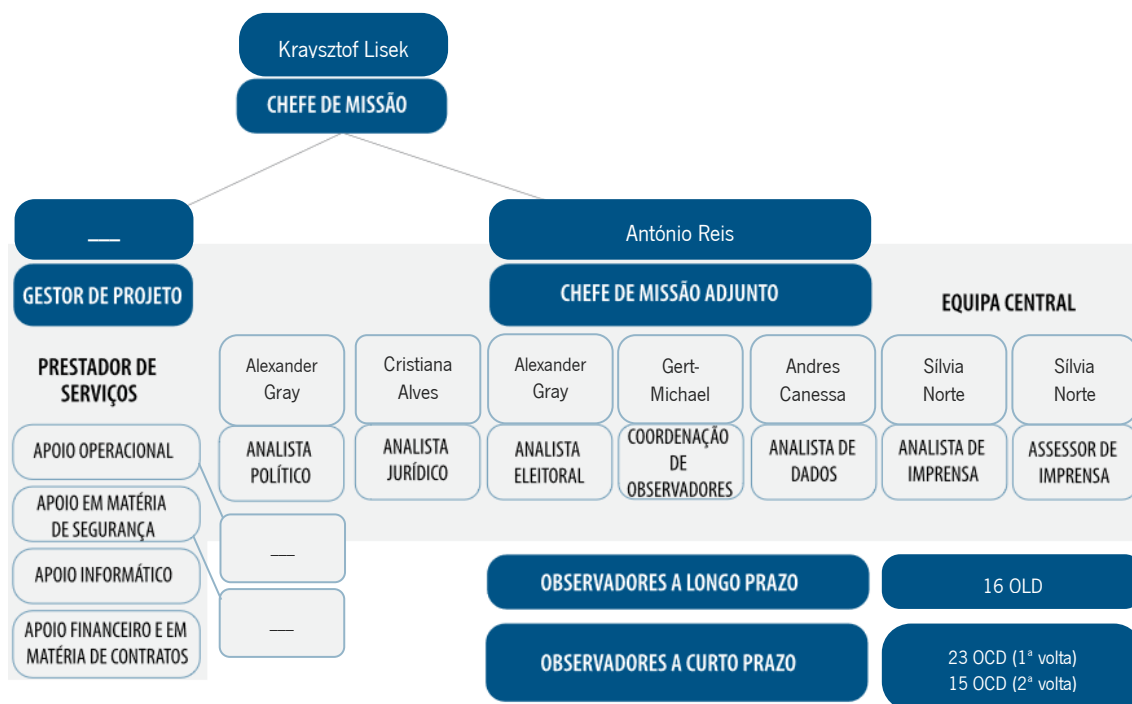 Kraysztof Lisek
CHEFE DE MISSÃO
___
António Reis
GESTOR DE PROJETO
CHEFE DE MISSÃO ADJUNTO
EQUIPA CENTRAL
PRESTADOR DE
SERVIÇOS
Alexander
Gray
Cristiana
Alves
Alexander
Gray
Gert-
Michael
Andres
Canessa
Sílvia
Norte
Sílvia
Norte
ANALISTA
POLÍTICO
ANALISTA
JURÍDICO
ANALISTA
ELEITORAL
COORDENAÇÃO
DE
OBSERVADORES
ANALISTA DE
DADOS
ANALISTA DE
IMPRENSA
ASSESSOR DE
IMPRENSA
APOIO OPERACIONAL
APOIO EM MATÉRIA
DE SEGURANÇA
APOIO INFORMÁTICO
APOIO FINANCEIRO E EM
MATÉRIA DE CONTRATOS
___
___
OBSERVADORES A LONGO PRAZO
16 OLD
OBSERVADORES A CURTO PRAZO
23 OCD (1ª volta)
15 OCD (2ª volta)